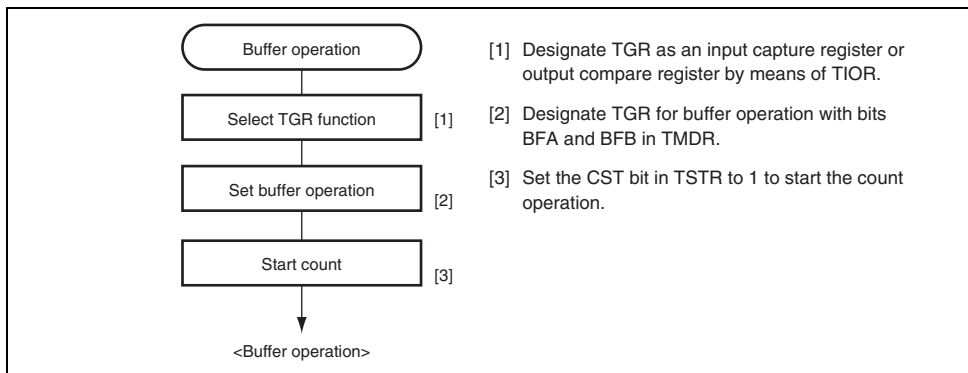 Buffer operation
Select TGR function
[1]
Set buffer operation
[2]
Start count
[3]
<Buffer operation>
[1] Designate TGR as an input capture register or
output compare register by means of TIOR.
[2] Designate TGR for buffer operation with bits
BFA and BFB in TMDR.
[3] Set the CST bit in TSTR to 1 to start the count
operation.